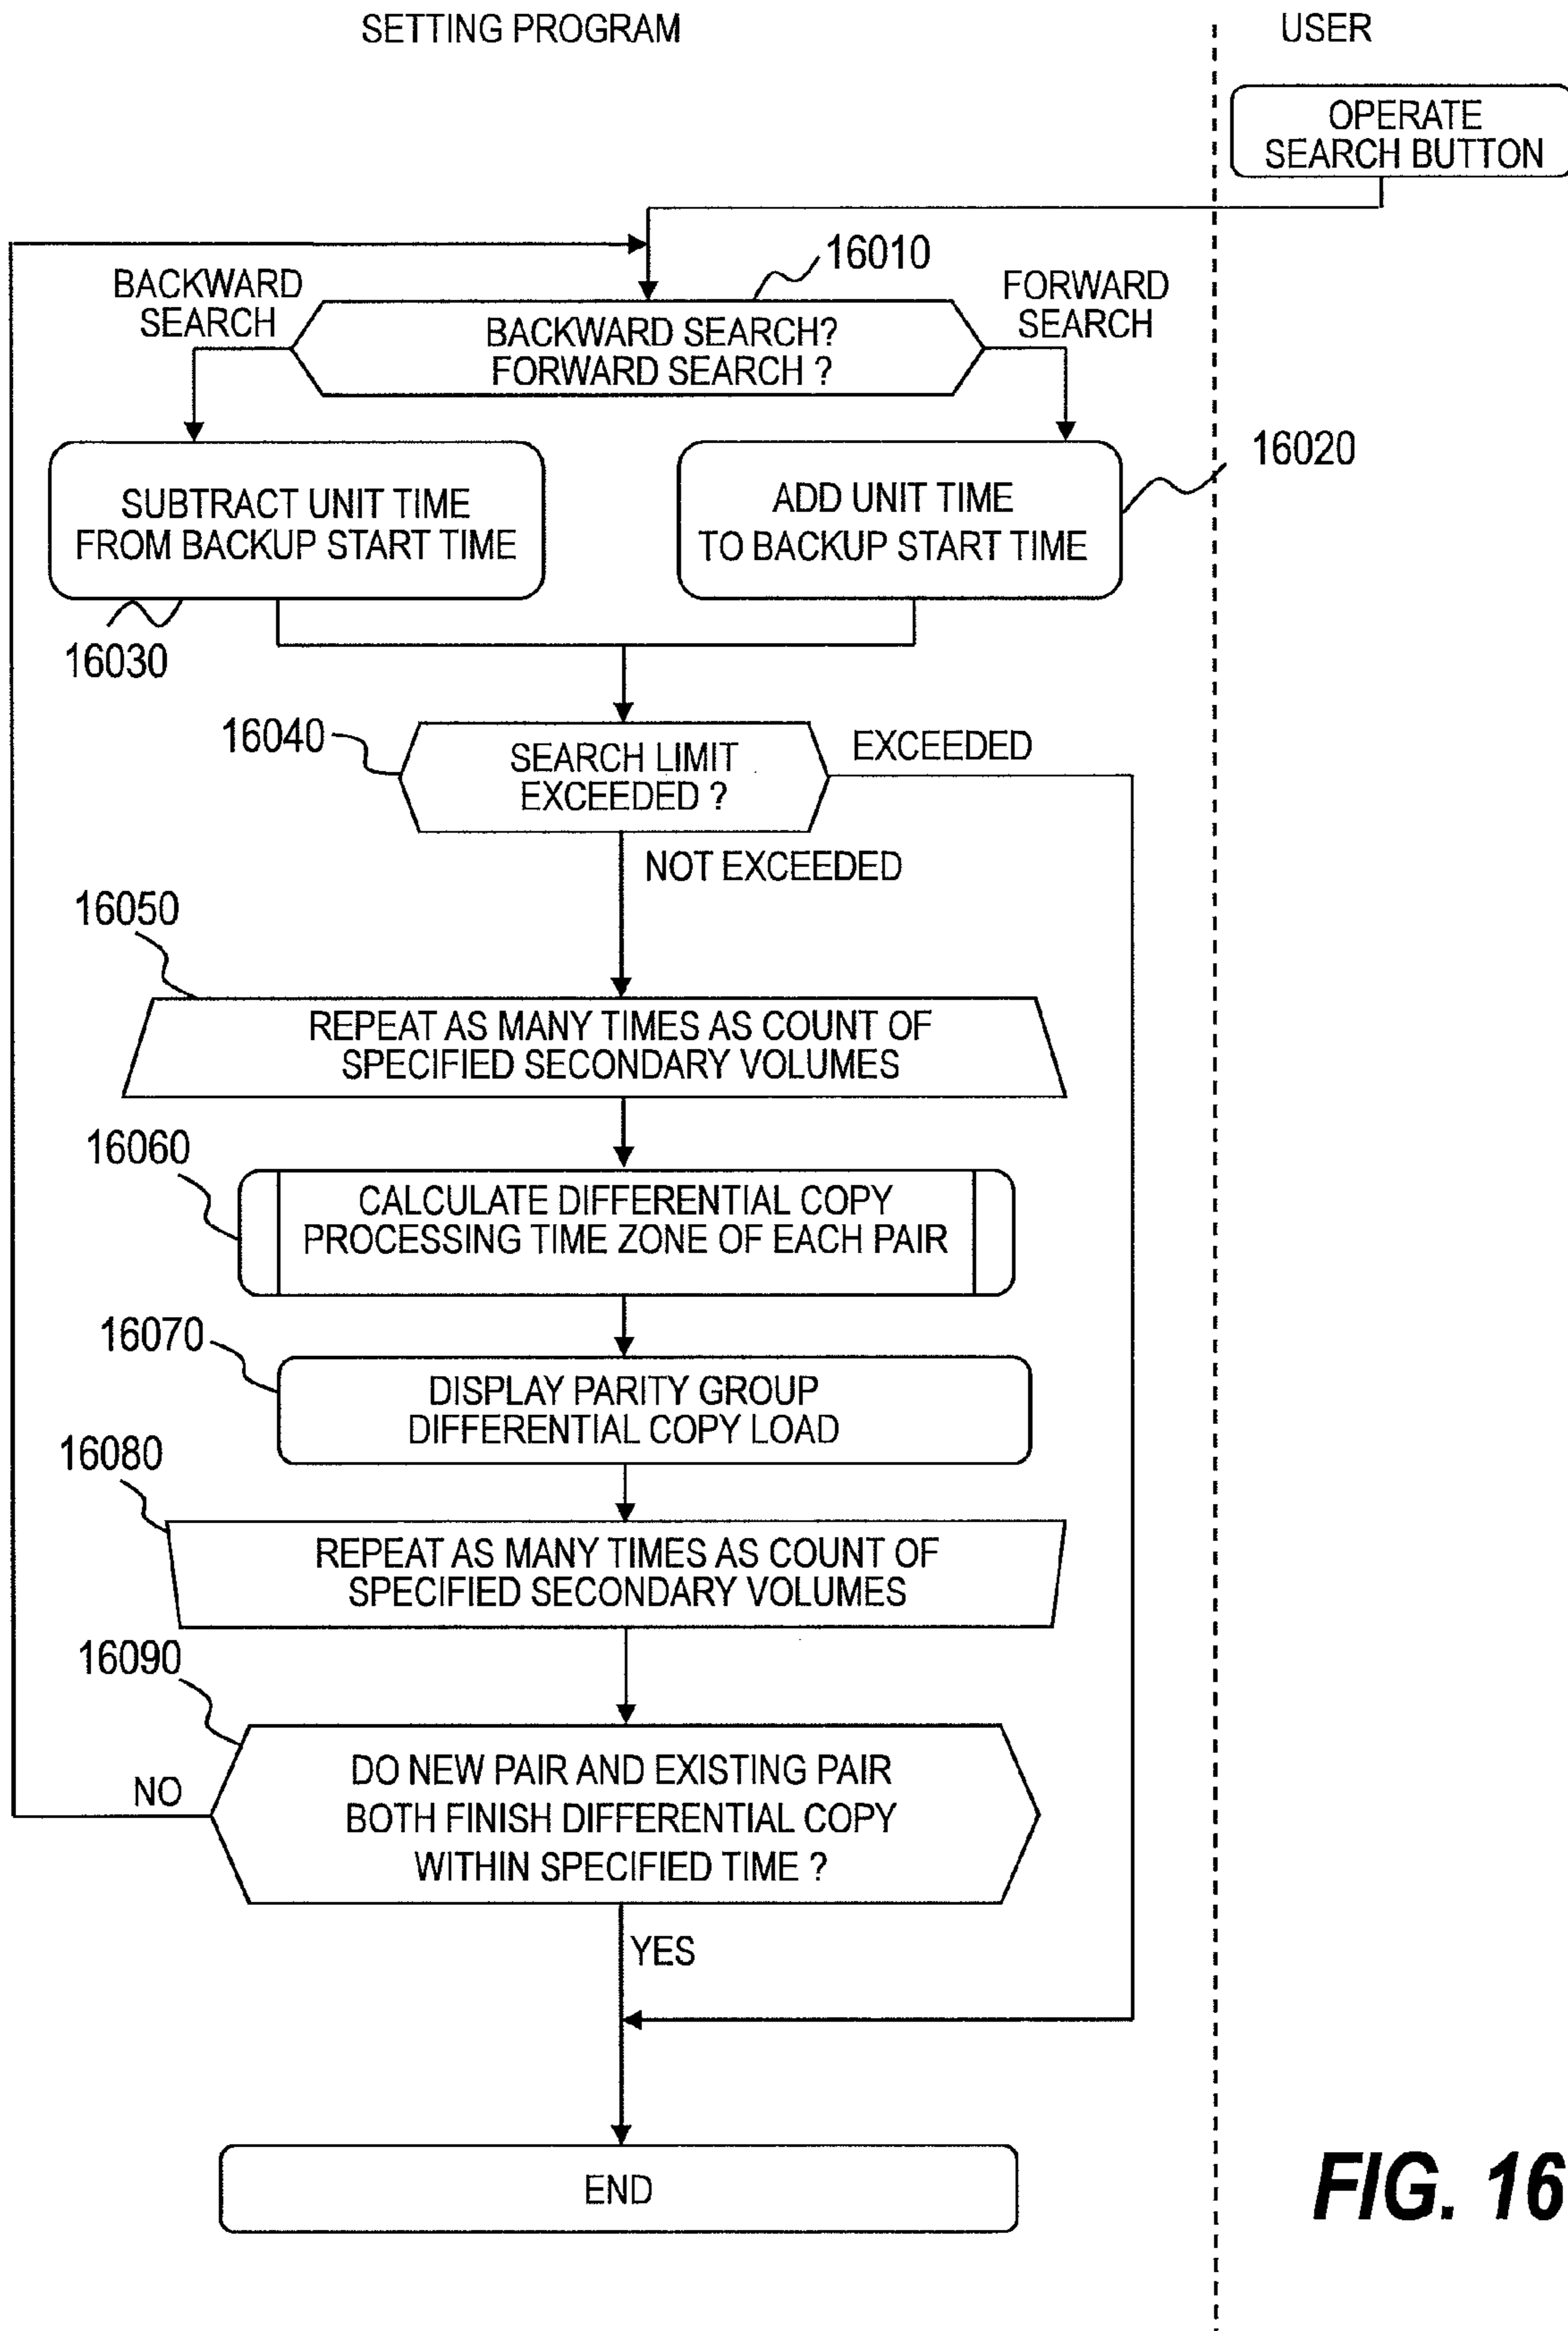 SETTING PROGRAM
USER
OPERATE
SEARCH BUTTON
16010
BACKWARD
SEARCH
FORWARD
SEARCH
BACKWARD SEARCH?
FORWARD SEARCH ?
16020
SUBTRACT UNIT TIME
FROM BACKUP START TIME
ADD UNIT TIME
TO BACKUP START TIME
16030
16040
SEARCH LIMIT
EXCEEDED ?
EXCEEDED
NOT EXCEEDED
16050
REPEAT AS MANY TIMES AS COUNT OF
SPECIFIED SECONDARY VOLUMES
16060
CALCULATE DIFFERENTIAL COPY
PROCESSING TIME ZONE OF EACH PAIR
16070
DISPLAY PARITY GROUP
DIFFERENTIAL COPY LOAD
16080
REPEAT AS MANY TIMES AS COUNT OF
SPECIFIED SECONDARY VOLUMES
16090
DO NEW PAIR AND EXISTING PAIR
BOTH FINISH DIFFERENTIAL COPY
WITHIN SPECIFIED TIME ?
NO
YES
END
FIG. 16